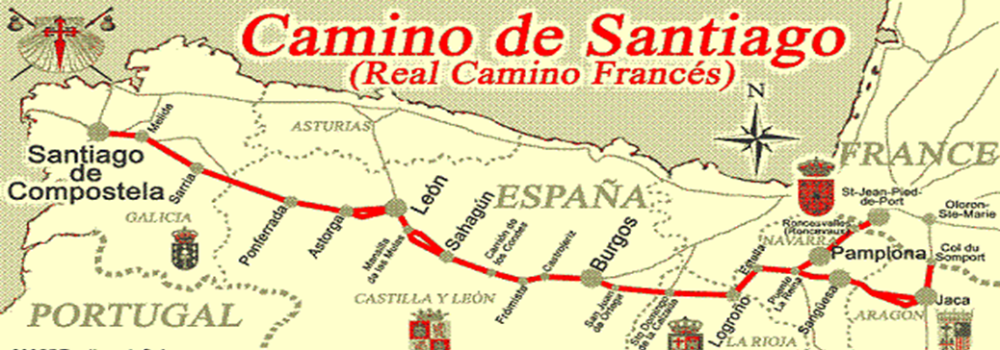 Camino de Santiago
(Real Camino Francés)
N
ASTURIAS
FRANCE
Melide
Santiago
de
Compostela
Sarria
GALICIA
Ponferrada
Astorga
León
Mansilla
de las Mulas
Sahagún
ESPAÑA
Carrión de
los Condes
Frómista
Castrojeriz
Burgos
San Juan
de Ortega
Sto Domingo
de la Calzada
Logroño
Estella
Puente
La Reina
St-Jean-Pied-
de-Port
Roncesvalles
(Roncevaux)
NAVARRA
Pamplona
Sangüesa
Oloron-
Ste-Marie
Col du
Somport
Jaca
ARAGON
CASTILLA Y LEÓN
LA RIOJA
PORTUGAL